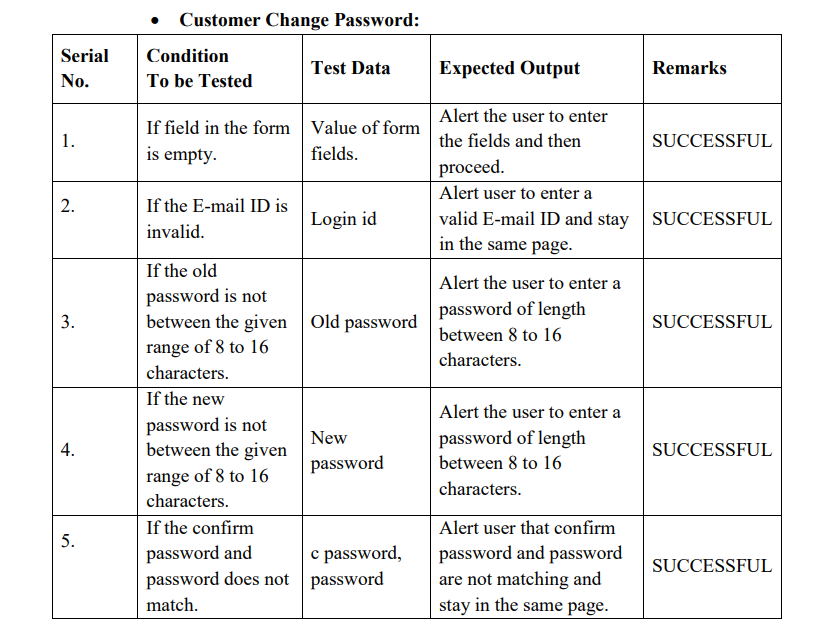 • Customer Change Password:
Serial No.
Condition To be Tested
Test Data
Expected Output
Remarks
1.
If field in the form
is empty.
Value of form
fields.
Alert the user to enter
the fields and then
proceed.
SUCCESSFUL
2.
If the E-mail ID is
invalid.
Login id
Alert user to enter a
valid E-mail ID and stay
in the same page.
SUCCESSFUL
3.
If the old
password is not
between the given
range of 8 to 16
characters.
Old password
Alert the user to enter a
password of length
between 8 to 16
characters.
SUCCESSFUL
4.
If the new
password is not
between the given
range of 8 to 16
characters.
New
password
Alert the user to enter a
password of length
between 8 to 16
characters.
SUCCESSFUL
5.
If the confirm
password and
password does not
match.
c password,
password
Alert user that confirm
password and password
are not matching and
stay in the same page.
SUCCESSFUL